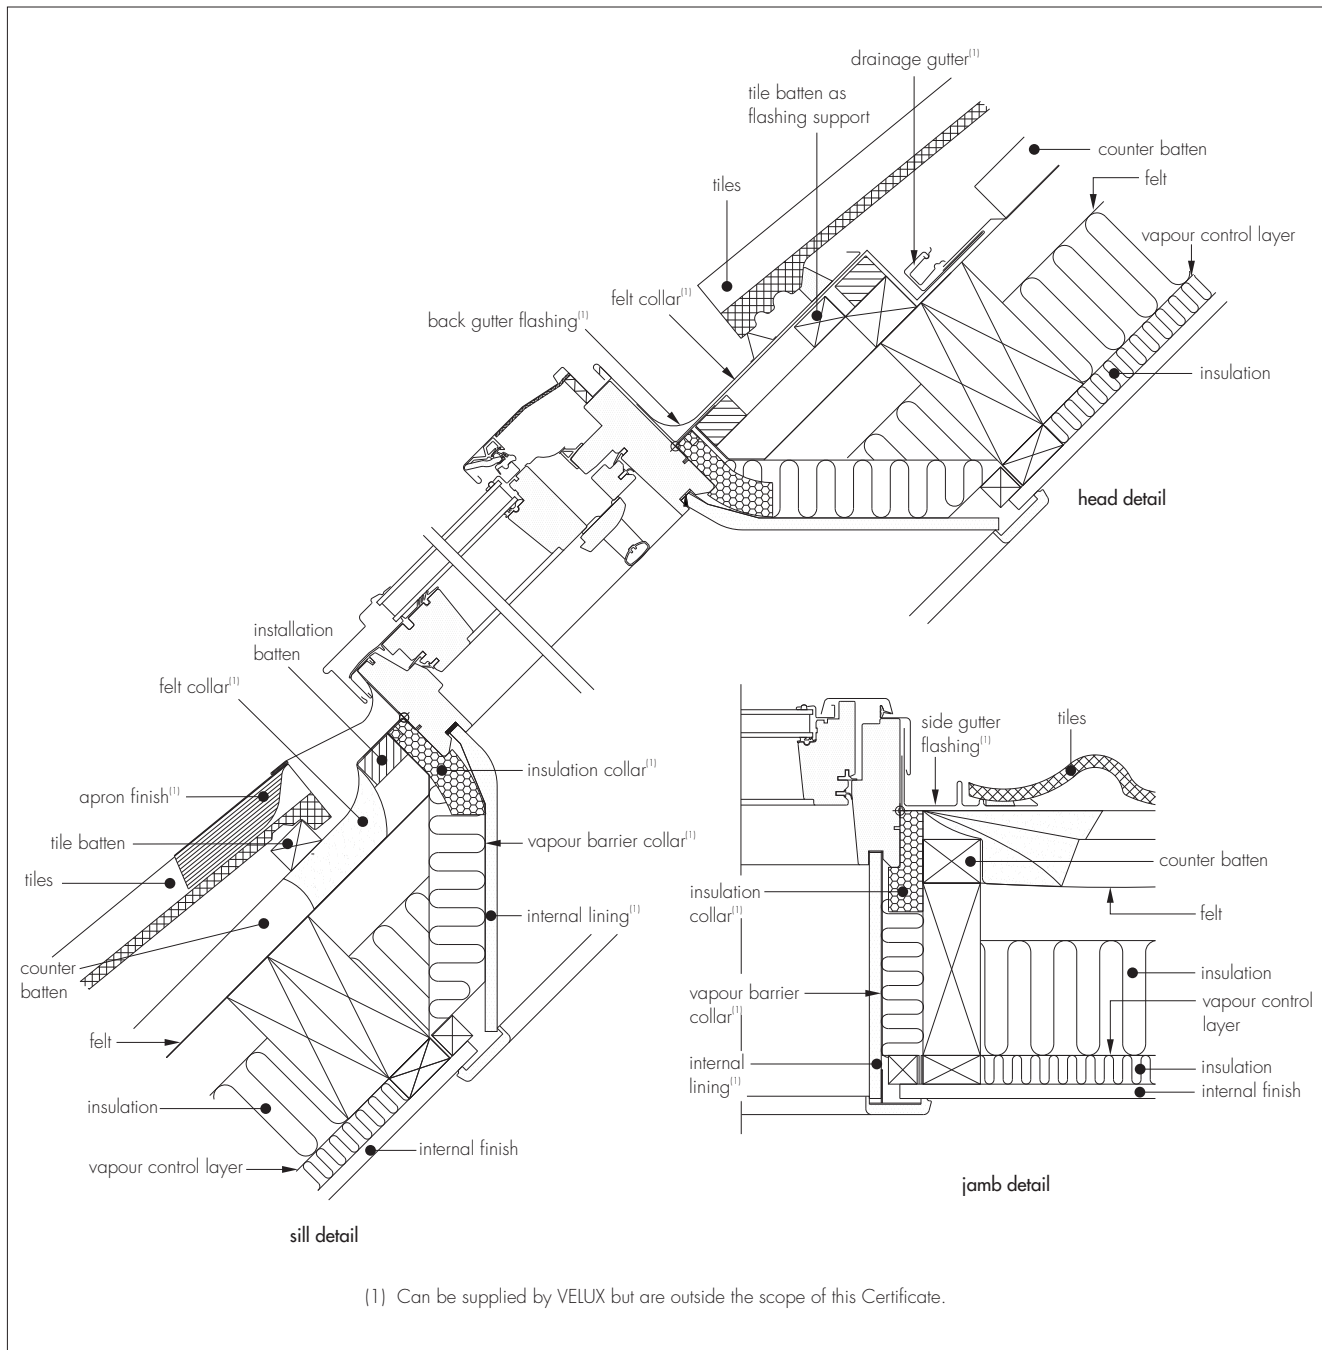 drainage gutter(1)
tile batten as
flashing support
counter batten
felt
tiles
vapour control layer
felt collar(1)
back gutter flashing(1)
insulation
head detail
installation
batten
felt collar(1)
insulation collar(1)
apron finish(1)
tile batten
vapour barrier collar(1)
tiles
internal lining(1)
counter
batten
felt
insulation
internal finish
vapour control layer
sill detail
side gutter
flashing(1)
tiles
counter batten
insulation
collar(1)
felt
insulation
vapour barrier
collar(1)
vapour control
layer
internal
lining(1)
insulation
internal finish
jamb detail
(1) Can be supplied by VELUX but are outside the scope of this Certificate.